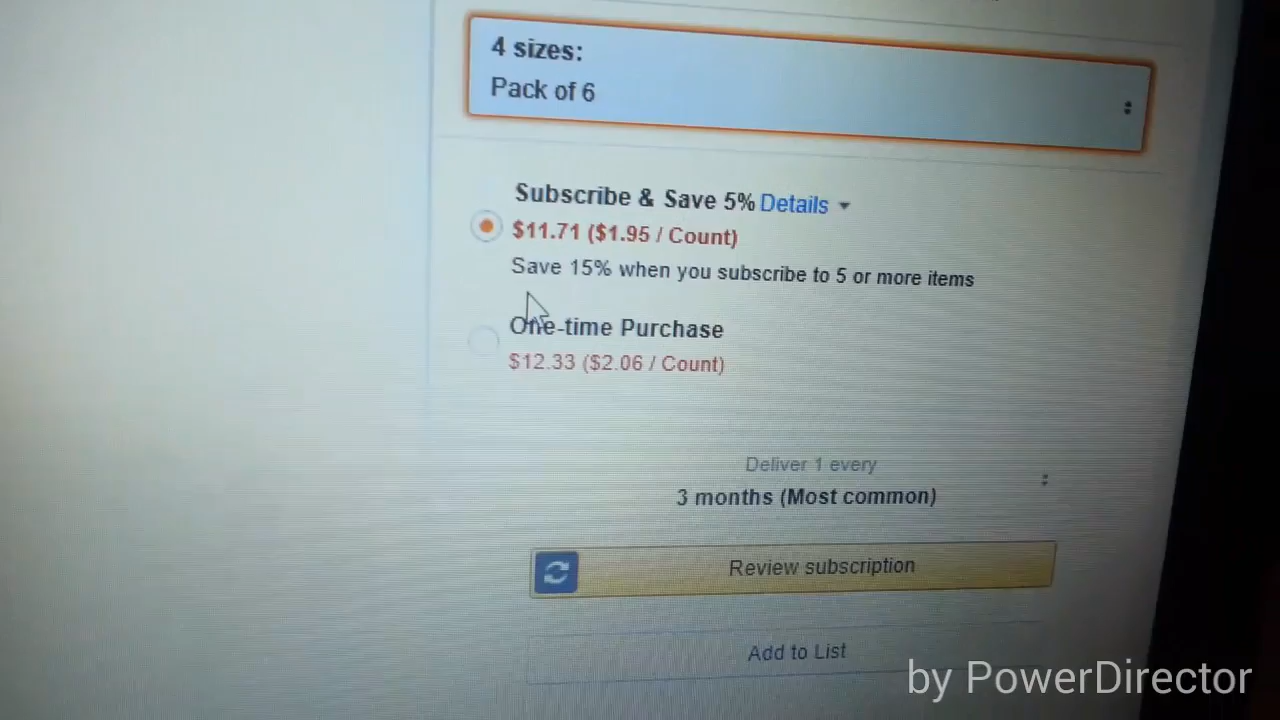 4 sizes:
Pack of 6
Subscribe & Save 5% Details
$11.71 ($1.95 / Count)
Save 15% when you subscribe to 5 or more items
One-time Purchase
$12.33 ($2.06 / Count)
Deliver 1 every
3 months (Most common)
Review subscription
Add to List
by PowerDirector